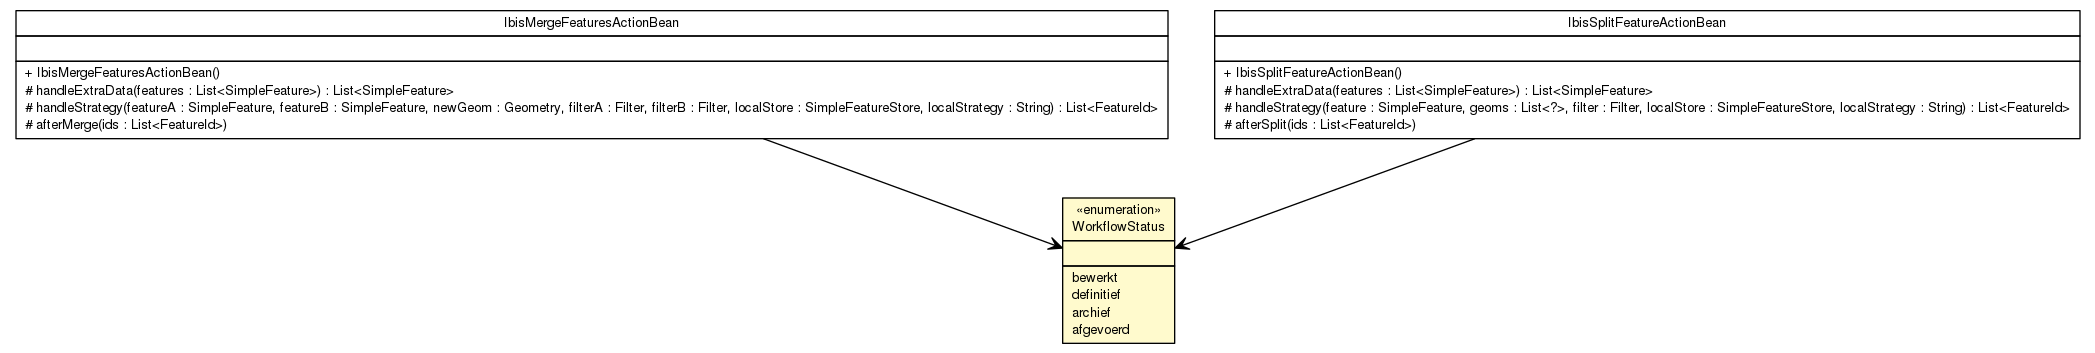 IbisMergeFeaturesActionBean
+ IbisMergeFeaturesActionBean()
# handleExtraData(features : List<SimpleFeature>) : List<SimpleFeature>
# handleStrategy(featureA : SimpleFeature, featureB : SimpleFeature, newGeom : Geometry, filterA : Filter, filterB : Filter, localStore : SimpleFeatureStore, localStrategy : String) : List<FeatureId>
# afterMerge(ids : List<FeatureId>)
IbisSplitFeatureActionBean
+ IbisSplitFeatureActionBean()
# handleExtraData(features : List<SimpleFeature>) : List<SimpleFeature>
# handleStrategy(feature : SimpleFeature, geoms : List<?>, filter : Filter, localStore : SimpleFeatureStore, localStrategy : String) : List<FeatureId>
# afterSplit(ids : List<FeatureId>)
«enumeration»
WorkflowStatus
bewerkt
definitief
archief
afgevoerd